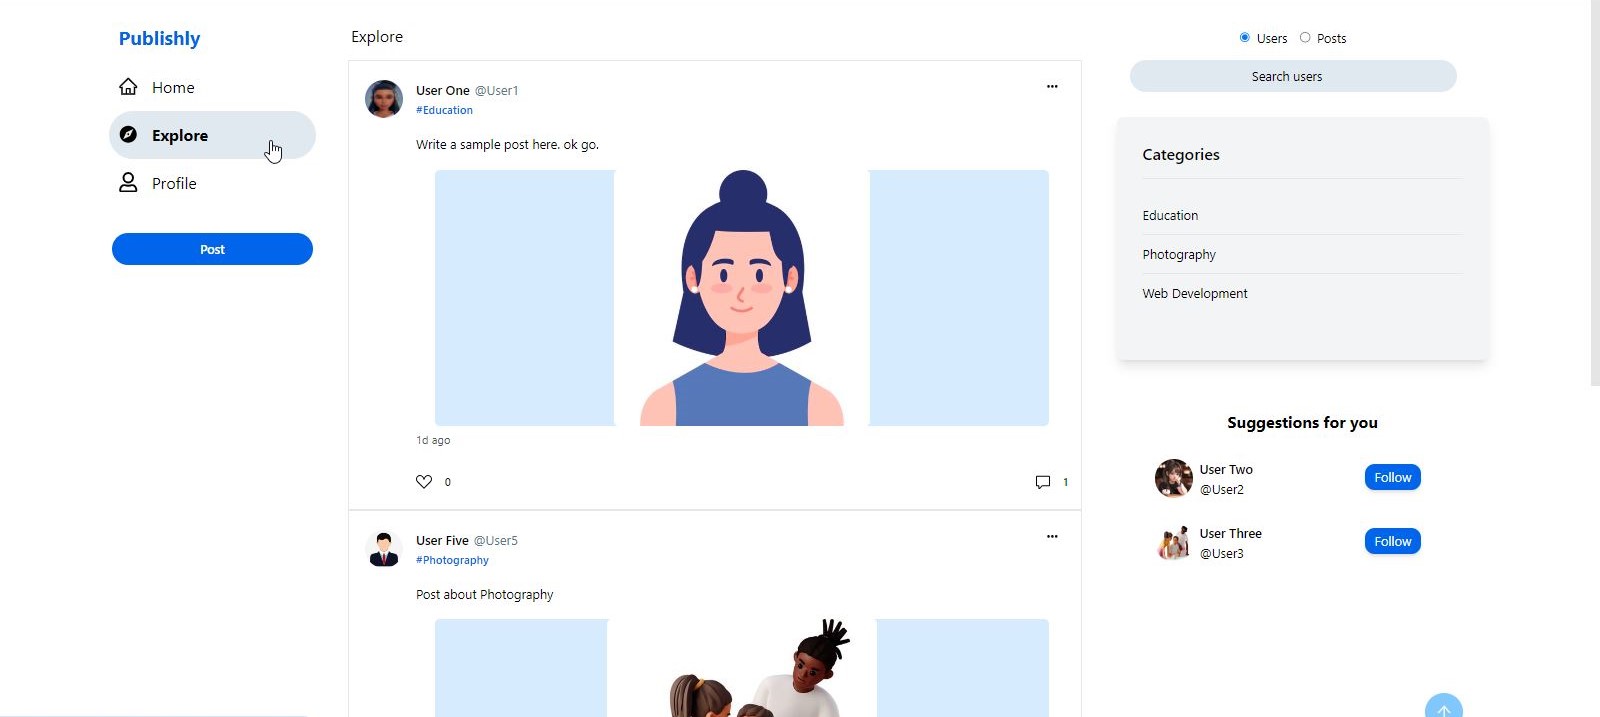 Publishly
Home
Explore
Profile
Post
Explore
User One @User1
#Education
Write a sample post here. ok go.
1d ago
0
1
User Five @User5
#Photography
Post about Photography
Users Posts
Search users
Categories
Education
Photography
Web Development
Suggestions for you
User Two
@User2
Follow
User Three
@User3
Follow